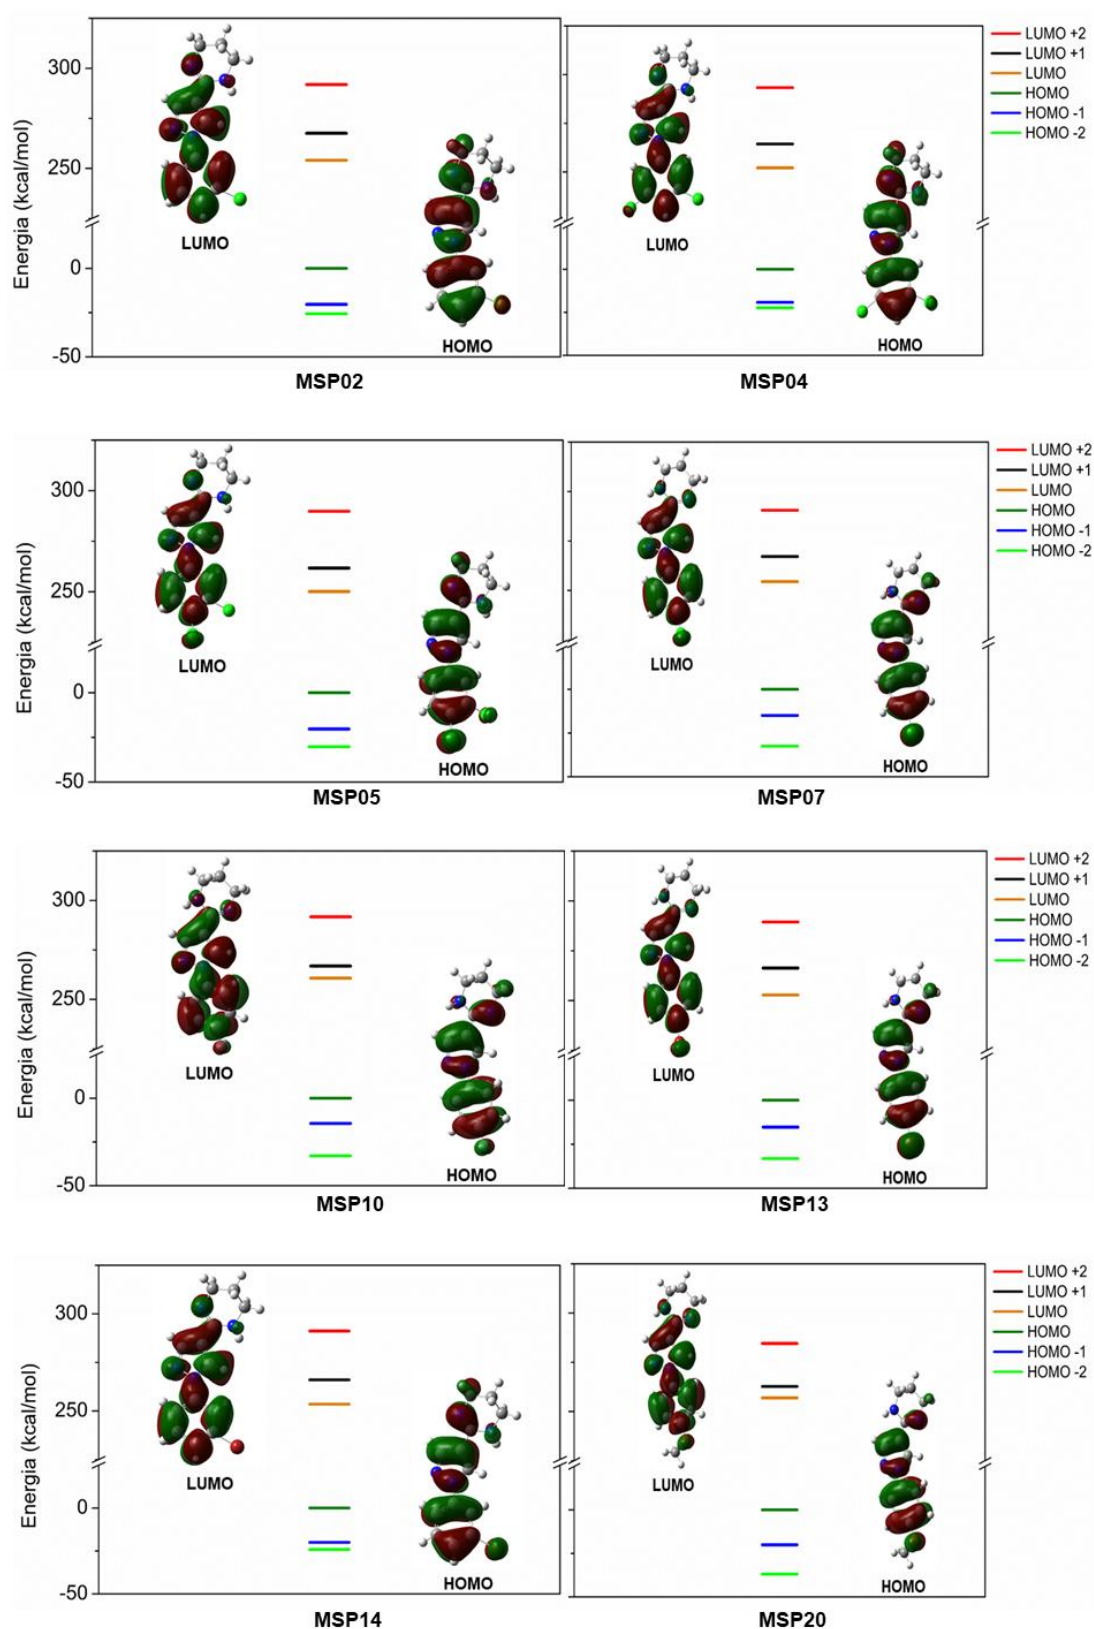 LUMO +2
LUMO +1
LUMO
HOMO
HOMO -1
HOMO -2
Energia (kcal/mol)
300
250
0
-50
LUMO
HOMO
LUMO
HOMO
MSP02
MSP04
LUMO +2
LUMO +1
LUMO
HOMO
HOMO -1
HOMO -2
Energia (kcal/mol)
300
250
0
-50
LUMO
HOMO
LUMO
HOMO
MSP05
MSP07
LUMO +2
LUMO +1
LUMO
HOMO
HOMO -1
HOMO -2
Energia (kcal/mol)
300
250
0
-50
LUMO
HOMO
LUMO
HOMO
MSP10
MSP13
LUMO +2
LUMO +1
LUMO
HOMO
HOMO -1
HOMO -2
Energia (kcal/mol)
300
250
0
-50
LUMO
HOMO
LUMO
HOMO
MSP14
MSP20